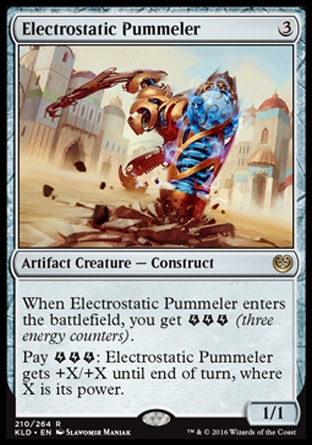 Electrostatic Pummeler 3
Artifact Creature — Construct
When Electrostatic Pummeler enters
the battlefield, you get (three
energy counters).
Pay : Electrostatic Pummeler
gets +X/+X until end of turn, where
X is its power.
1/1
210/264 R
KLD • EN Slawomir Maniak
™ & © 2016 Wizards of the Coast